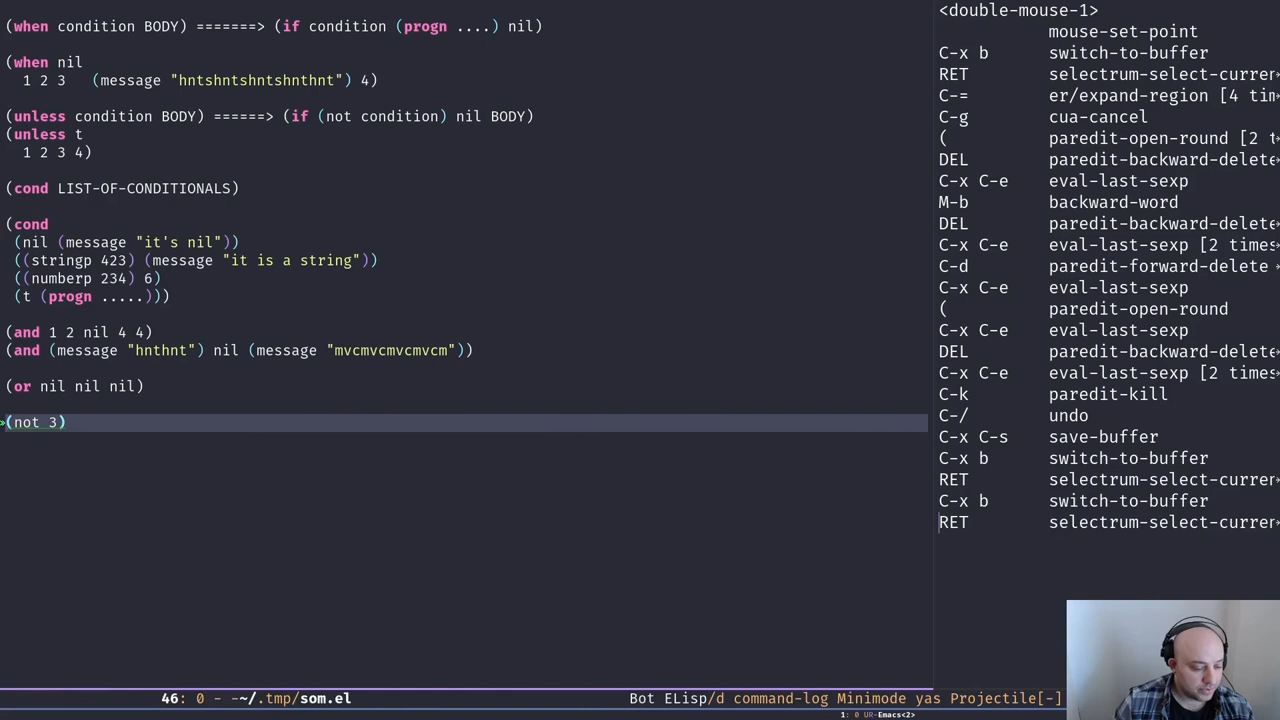 (when condition BODY) =======> (if condition (progn ....) nil)
(when nil
1 2 3 (message "hntshntshntshnthnt") 4)
(unless condition BODY) ======> (if (not condition) nil BODY)
(unless t
1 2 3 4)
(cond LIST-OF-CONDITIONALS)
(cond
(nil (message "it's nil"))
((stringp 423) (message "it is a string"))
((numberp 234) 6)
(t (progn .....)))
(and 1 2 nil 4 4)
(and (message "hnthnt") nil (message "mvcmvcmvcmvcm"))
(or nil nil nil)
(not 3)
46: 0 - -~/.tmp/som.el Bot ELisp/d command-log Minimode yas Projectile[-]
<double-mouse-1>
mouse-set-point
C-x b switch-to-buffer
RET selectrum-select-curren
C-= er/expand-region [4 tim
C-g cua-cancel
( paredit-open-round [2 t
DEL paredit-backward-delete
C-x C-e eval-last-sexp
M-b backward-word
DEL paredit-backward-delete
C-x C-e eval-last-sexp [2 times
C-d paredit-forward-delete
C-x C-e eval-last-sexp
( paredit-open-round
C-x C-e eval-last-sexp
DEL paredit-backward-delete
C-x C-e eval-last-sexp [2 times
C-k paredit-kill
C-/ undo
C-x C-s save-buffer
C-x b switch-to-buffer
RET selectrum-select-curren
C-x b switch-to-buffer
RET selectrum-select-curren
1: 0 UR-Emacs<2>